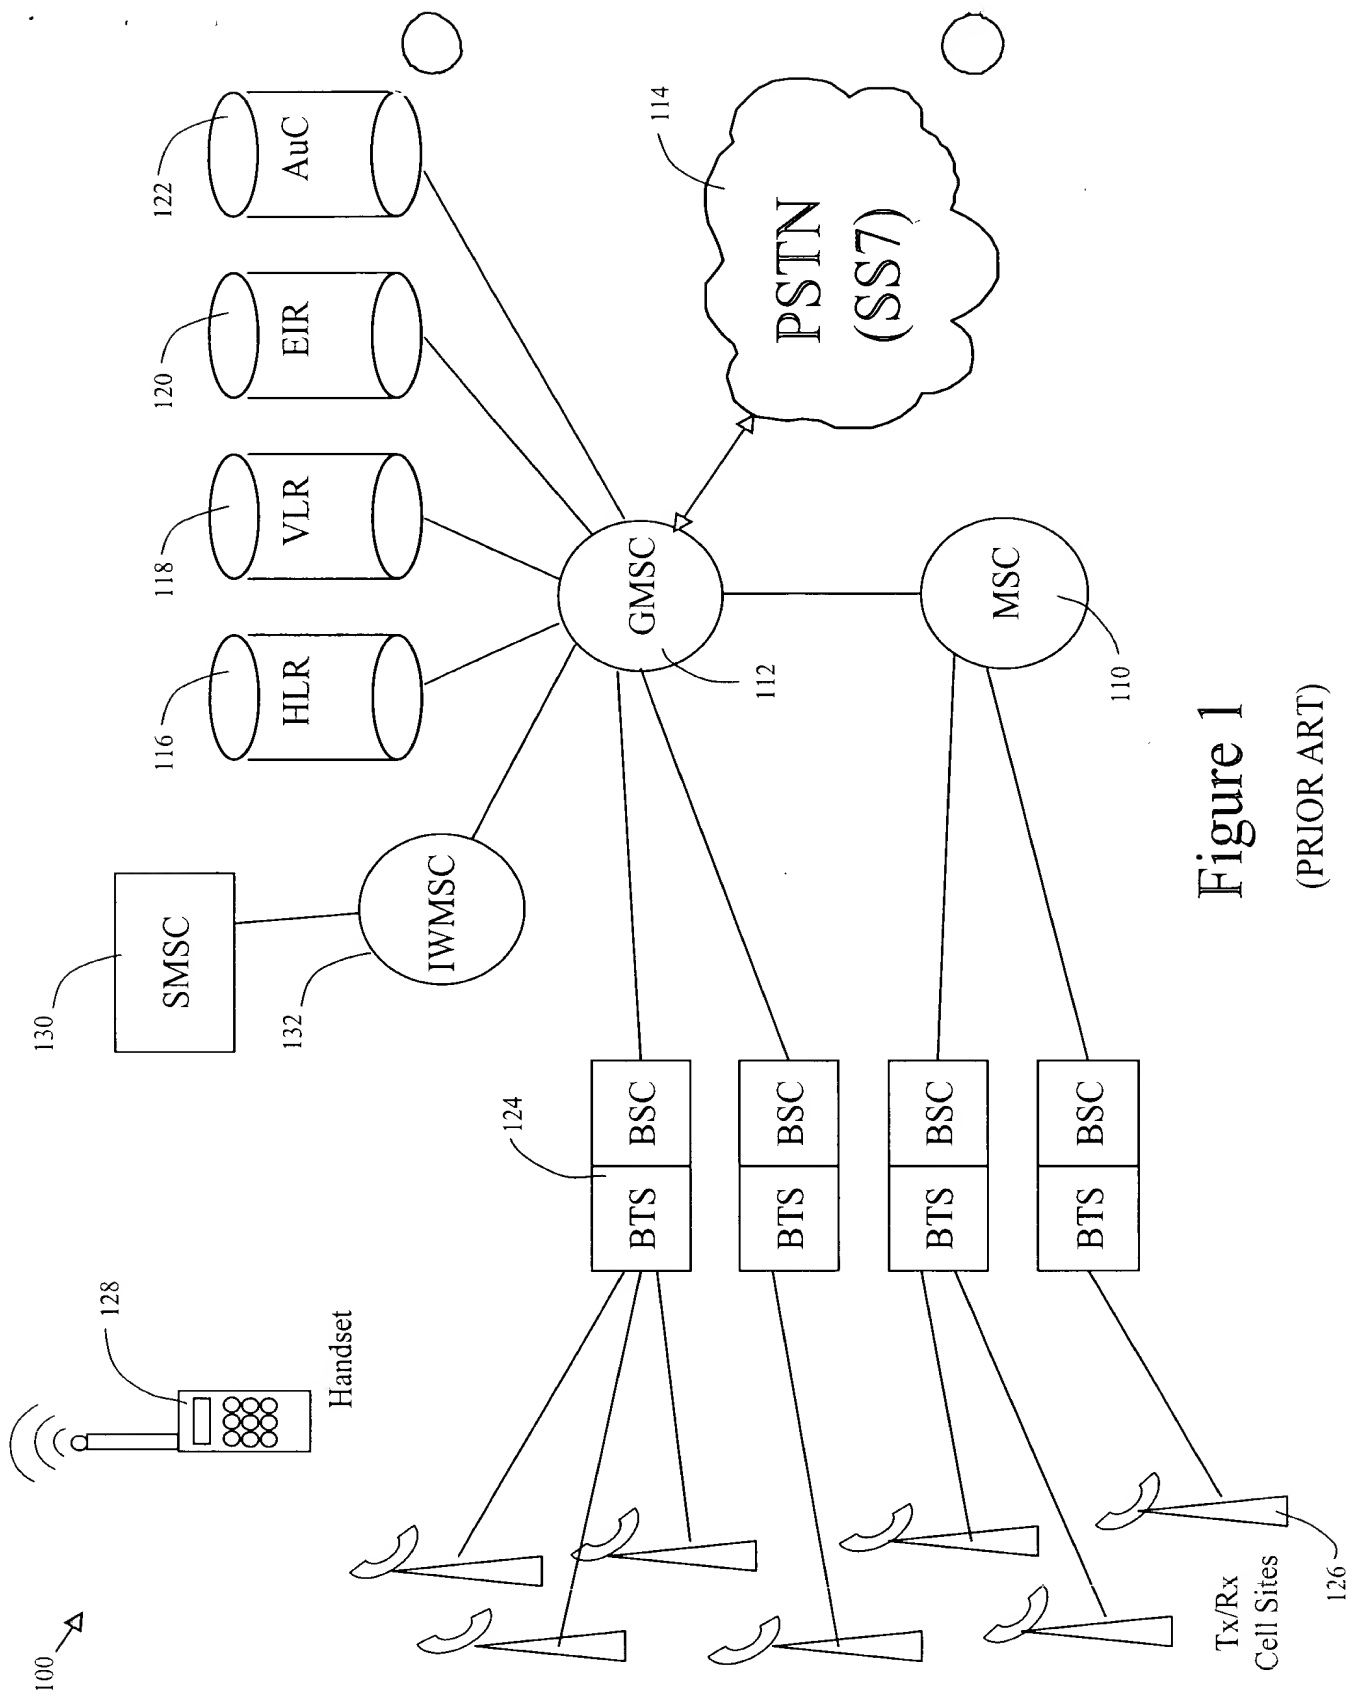 100
128
Handset
130
SMSC
132
IWMSC
116
HLR
118
VLR
120
EIR
122
AuC
114
PSTN
(SS7)
GMSC
112
MSC
110
124
BTS BSC
BTS BSC
BTS BSC
BTS BSC
Tx/Rx
Cell Sites
126
Figure 1
(PRIOR ART)